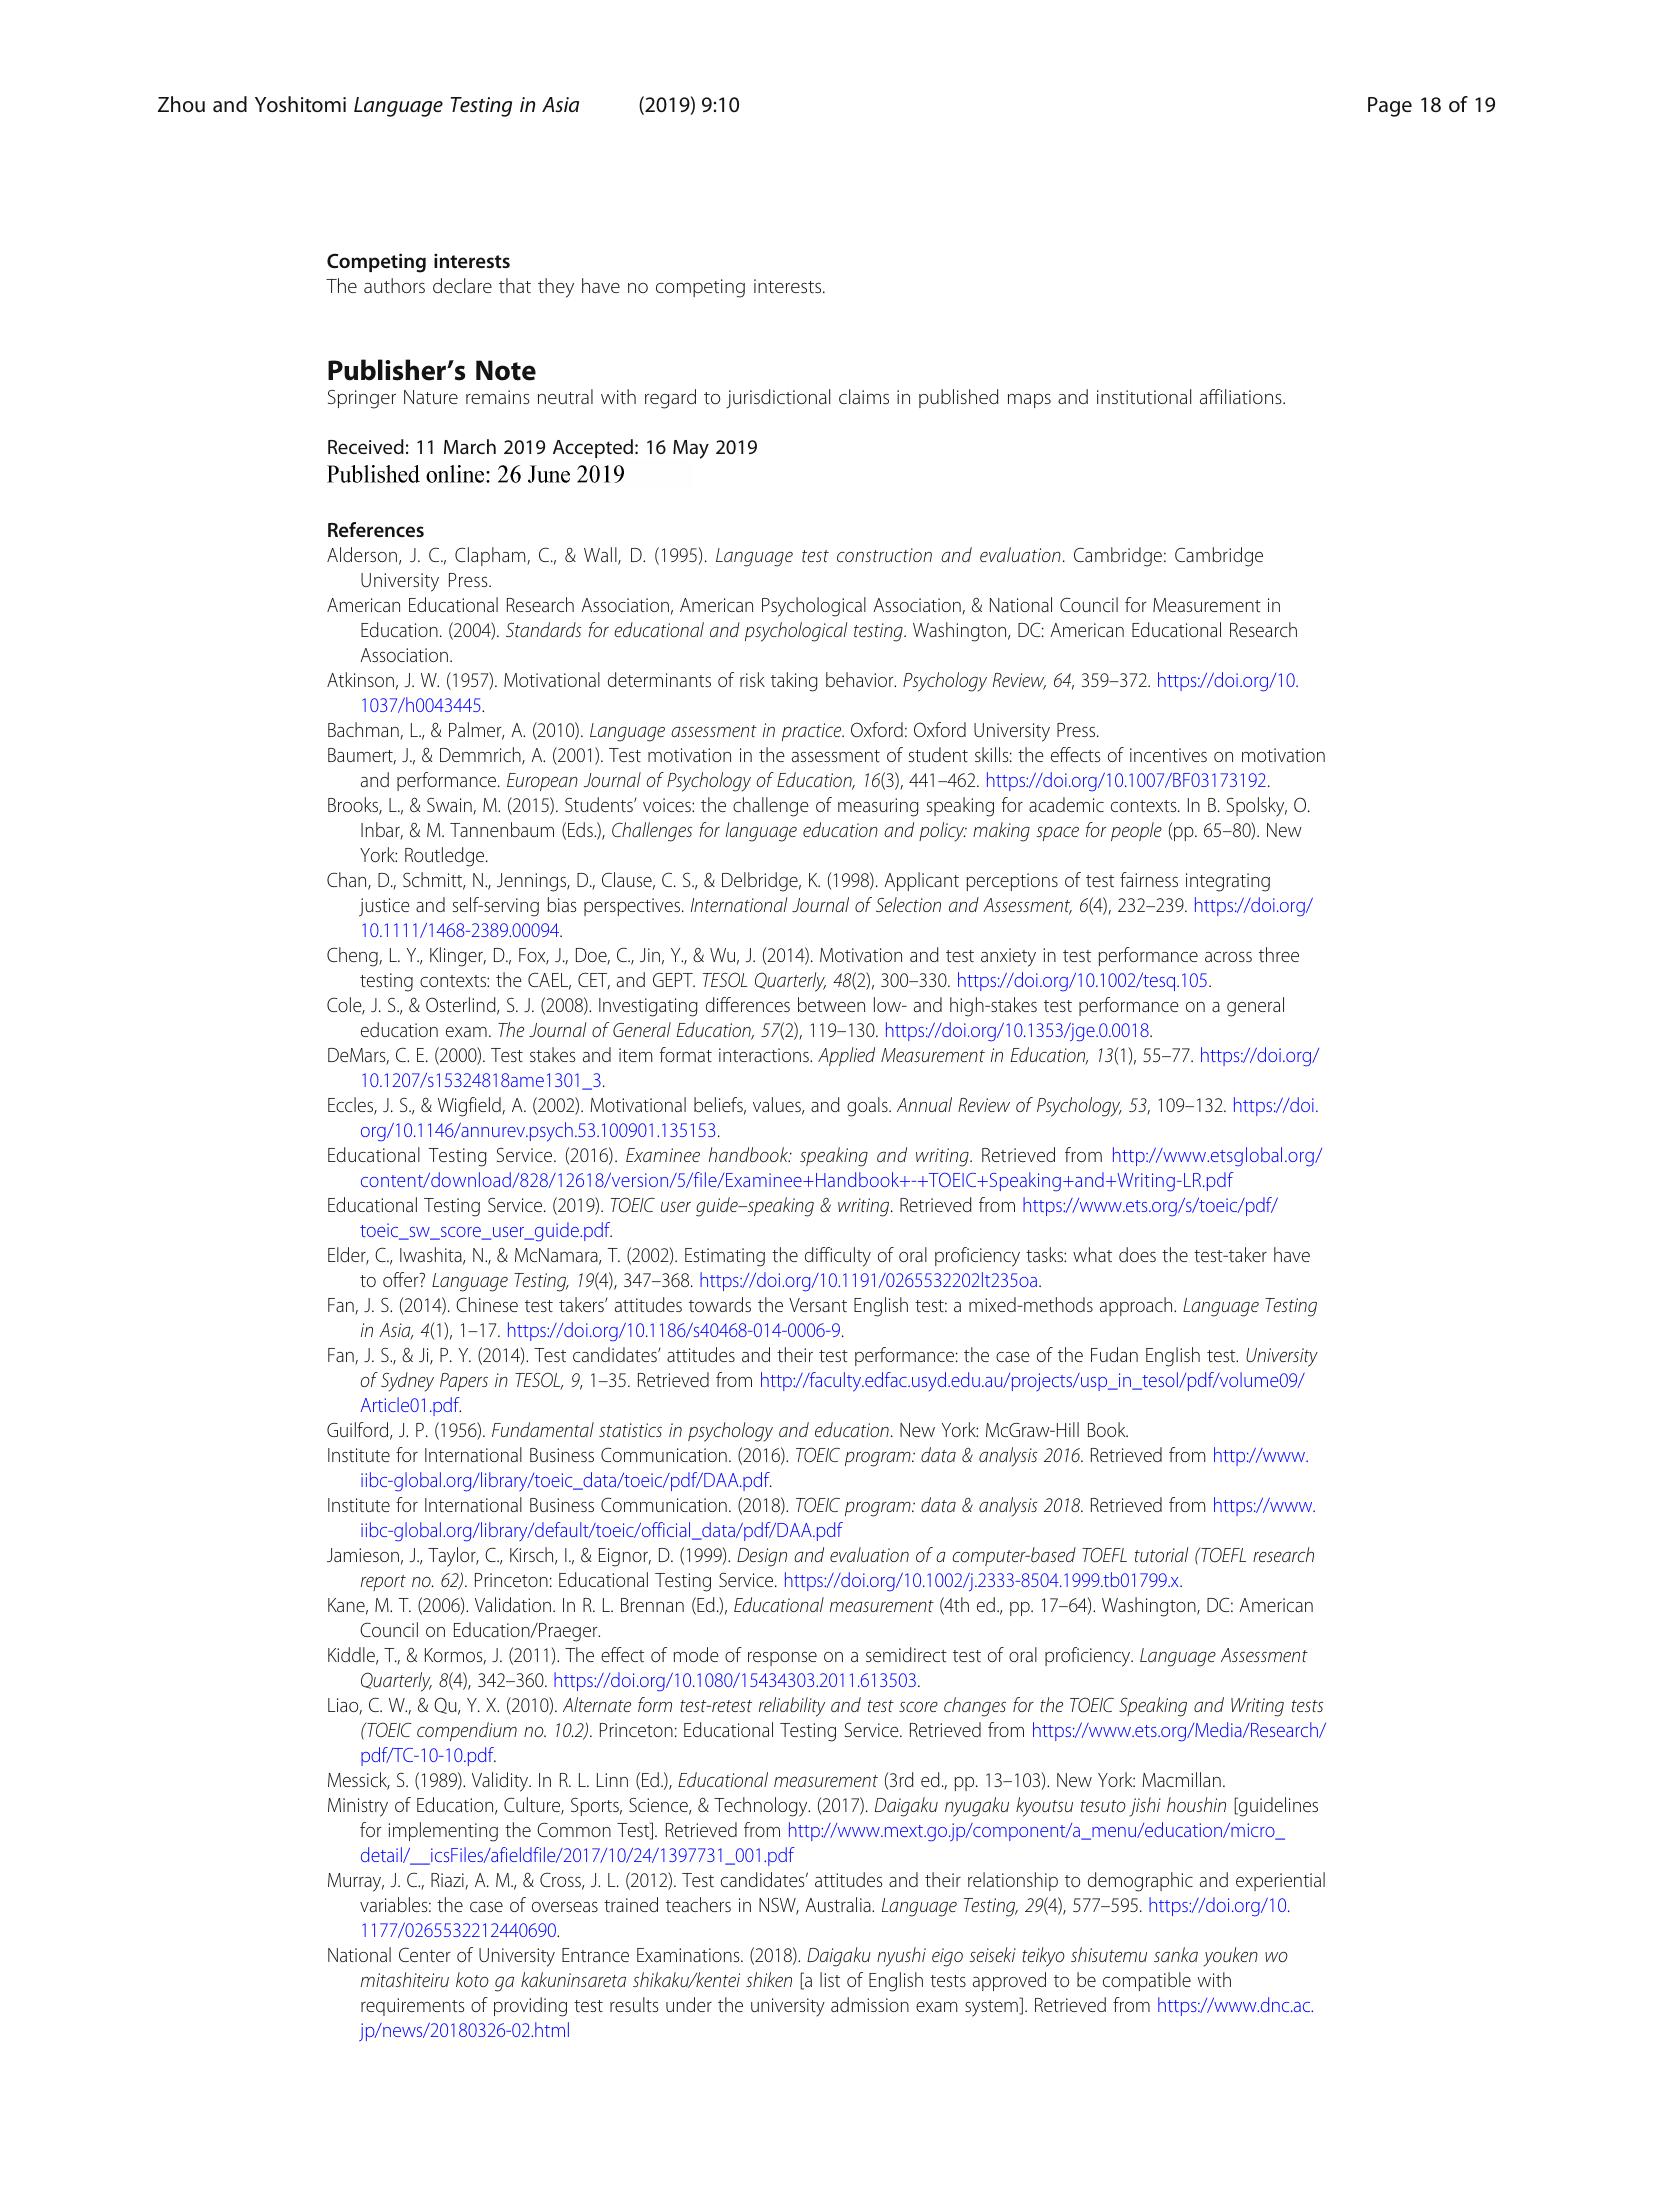 Zhou and Yoshitomi Language Testing in Asia (2019) 9:10 Page 18 of 19
Competing interests
The authors declare that they have no competing interests.
Publisher’s Note
Springer Nature remains neutral with regard to jurisdictional claims in published maps and institutional affiliations.
Received: 11 March 2019 Accepted: 16 May 2019
Published online: 26 June 2019
References
Alderson, J. C., Clapham, C., & Wall, D. (1995). Language test construction and evaluation. Cambridge: Cambridge
University Press.
American Educational Research Association, American Psychological Association, & National Council for Measurement in
Education. (2004). Standards for educational and psychological testing. Washington, DC: American Educational Research
Association.
Atkinson, J. W. (1957). Motivational determinants of risk taking behavior. Psychology Review, 64, 359–372. https://doi.org/10.
1037/h0043445.
Bachman, L., & Palmer, A. (2010). Language assessment in practice. Oxford: Oxford University Press.
Baumert, J., & Demmrich, A. (2001). Test motivation in the assessment of student skills: the effects of incentives on motivation
and performance. European Journal of Psychology of Education, 16(3), 441–462. https://doi.org/10.1007/BF03173192.
Brooks, L., & Swain, M. (2015). Students’ voices: the challenge of measuring speaking for academic contexts. In B. Spolsky, O.
Inbar, & M. Tannenbaum (Eds.), Challenges for language education and policy: making space for people (pp. 65–80). New
York: Routledge.
Chan, D., Schmitt, N., Jennings, D., Clause, C. S., & Delbridge, K. (1998). Applicant perceptions of test fairness integrating
justice and self-serving bias perspectives. International Journal of Selection and Assessment, 6(4), 232–239. https://doi.org/
10.1111/1468-2389.00094.
Cheng, L. Y., Klinger, D., Fox, J., Doe, C., Jin, Y., & Wu, J. (2014). Motivation and test anxiety in test performance across three
testing contexts: the CAEL, CET, and GEPT. TESOL Quarterly, 48(2), 300–330. https://doi.org/10.1002/tesq.105.
Cole, J. S., & Osterlind, S. J. (2008). Investigating differences between low- and high-stakes test performance on a general
education exam. The Journal of General Education, 57(2), 119–130. https://doi.org/10.1353/jge.0.0018.
DeMars, C. E. (2000). Test stakes and item format interactions. Applied Measurement in Education, 13(1), 55–77. https://doi.org/
10.1207/s15324818ame1301_3.
Eccles, J. S., & Wigfield, A. (2002). Motivational beliefs, values, and goals. Annual Review of Psychology, 53, 109–132. https://doi.
org/10.1146/annurev.psych.53.100901.135153.
Educational Testing Service. (2016). Examinee handbook: speaking and writing. Retrieved from http://www.etsglobal.org/
content/download/828/12618/version/5/file/Examinee+Handbook+-+TOEIC+Speaking+and+Writing-LR.pdf
Educational Testing Service. (2019). TOEIC user guide–speaking & writing. Retrieved from https://www.ets.org/s/toeic/pdf/
toeic_sw_score_user_guide.pdf.
Elder, C., Iwashita, N., & McNamara, T. (2002). Estimating the difficulty of oral proficiency tasks: what does the test-taker have
to offer? Language Testing, 19(4), 347–368. https://doi.org/10.1191/0265532202lt235oa.
Fan, J. S. (2014). Chinese test takers’ attitudes towards the Versant English test: a mixed-methods approach. Language Testing
in Asia, 4(1), 1–17. https://doi.org/10.1186/s40468-014-0006-9.
Fan, J. S., & Ji, P. Y. (2014). Test candidates’ attitudes and their test performance: the case of the Fudan English test. University
of Sydney Papers in TESOL, 9, 1–35. Retrieved from http://faculty.edfac.usyd.edu.au/projects/usp_in_tesol/pdf/volume09/
Article01.pdf.
Guilford, J. P. (1956). Fundamental statistics in psychology and education. New York: McGraw-Hill Book.
Institute for International Business Communication. (2016). TOEIC program: data & analysis 2016. Retrieved from http://www.
iibc-global.org/library/toeic_data/toeic/pdf/DAA.pdf.
Institute for International Business Communication. (2018). TOEIC program: data & analysis 2018. Retrieved from https://www.
iibc-global.org/library/default/toeic/official_data/pdf/DAA.pdf
Jamieson, J., Taylor, C., Kirsch, I., & Eignor, D. (1999). Design and evaluation of a computer-based TOEFL tutorial (TOEFL research
report no. 62). Princeton: Educational Testing Service. https://doi.org/10.1002/j.2333-8504.1999.tb01799.x.
Kane, M. T. (2006). Validation. In R. L. Brennan (Ed.), Educational measurement (4th ed., pp. 17–64). Washington, DC: American
Council on Education/Praeger.
Kiddle, T., & Kormos, J. (2011). The effect of mode of response on a semidirect test of oral proficiency. Language Assessment
Quarterly, 8(4), 342–360. https://doi.org/10.1080/15434303.2011.613503.
Liao, C. W., & Qu, Y. X. (2010). Alternate form test-retest reliability and test score changes for the TOEIC Speaking and Writing tests
(TOEIC compendium no. 10.2). Princeton: Educational Testing Service. Retrieved from https://www.ets.org/Media/Research/
pdf/TC-10-10.pdf.
Messick, S. (1989). Validity. In R. L. Linn (Ed.), Educational measurement (3rd ed., pp. 13–103). New York: Macmillan.
Ministry of Education, Culture, Sports, Science, & Technology. (2017). Daigaku nyugaku kyoutsu tesuto jishi houshin [guidelines
for implementing the Common Test]. Retrieved from http://www.mext.go.jp/component/a_menu/education/micro_
detail/__icsFiles/afieldfile/2017/10/24/1397731_001.pdf
Murray, J. C., Riazi, A. M., & Cross, J. L. (2012). Test candidates’ attitudes and their relationship to demographic and experiential
variables: the case of overseas trained teachers in NSW, Australia. Language Testing, 29(4), 577–595. https://doi.org/10.
1177/0265532212440690.
National Center of University Entrance Examinations. (2018). Daigaku nyushi eigo seiseki teikyo shisutemu sanka youken wo
mitashiteiru koto ga kakuninsareta shikaku/kentei shiken [a list of English tests approved to be compatible with
requirements of providing test results under the university admission exam system]. Retrieved from https://www.dnc.ac.
jp/news/20180326-02.html